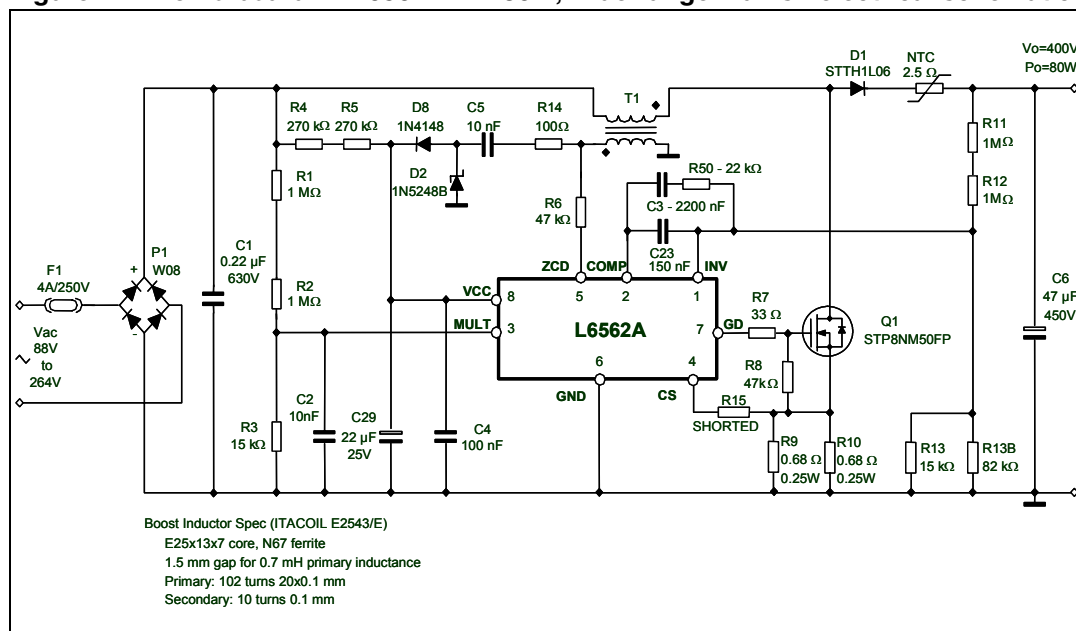 D1
STTH1L06
NTC
2.5 Ω
Vo=400V
Po=80W
R4
270 kΩ
R5
270 kΩ
D8
1N4148
C5
10 nF
R14
100Ω
T1
R11
1MΩ
R12
1MΩ
R1
1 MΩ
D2
1N5248B
R50 - 22 kΩ
C3 - 2200 nF
R6
47 kΩ
C23
150 nF
P1
W08
+
-
C1
0.22 µF
630V
F1
4A/250V
R2
1 MΩ
ZCD
COMP
INV
5
2
1
VCC
8
MULT
3
L6562A
7
GD
R7
33 Ω
Q1
STP8NM50FP
C6
47 µF
450V
Vac
88V
to
264V
6
4
GND
CS
R8
47kΩ
R15
SHORTED
R3
15 kΩ
C2
10nF
C29
22 µF
25V
C4
100 nF
R9
0.68 Ω
0.25W
R10
0.68 Ω
0.25W
R13
15 kΩ
R13B
82 kΩ
Boost Inductor Spec (ITACOIL E2543/E)
E25x13x7 core, N67 ferrite
1.5 mm gap for 0.7 mH primary inductance
Primary: 102 turns 20x0.1 mm
Secondary: 10 turns 0.1 mm